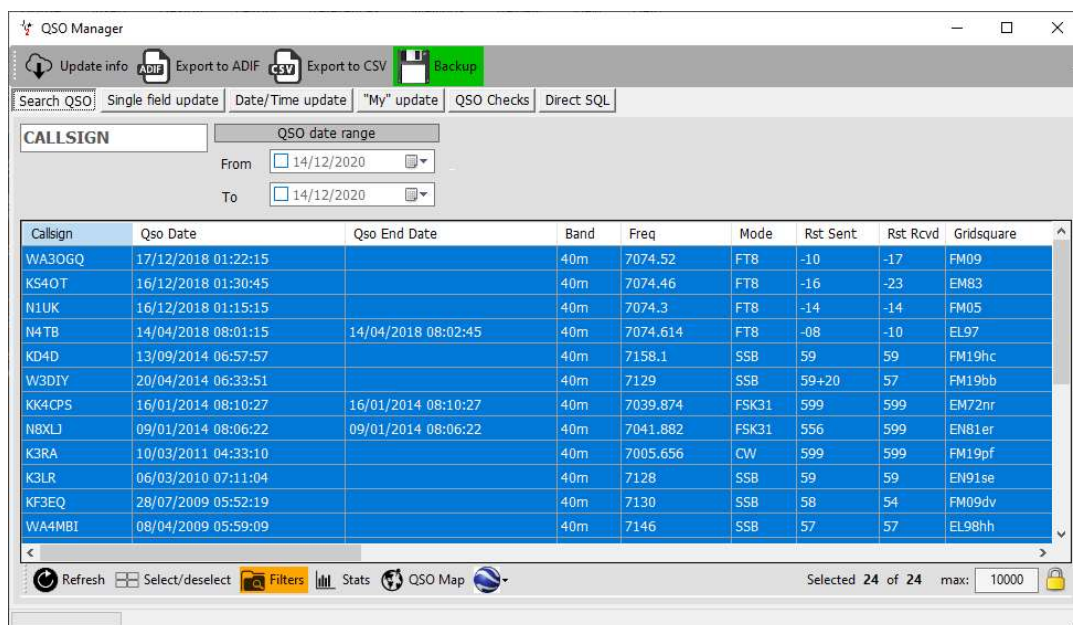 QSO Manager
Update info ADIF Export to ADIF CSV Export to CSV Backup
Search QSO Single field update Date/Time update "My" update QSO Checks Direct SQL
CALLSIGN
QSO date range
From 14/12/2020
To 14/12/2020
Callsign Qso Date Qso End Date Band Freq Mode Rst Sent Rst Rcvd Gridsquare
WA3OGQ 17/12/2018 01:22:15 40m 7074.52 FT8 -10 -17 FM09
KS4OT 16/12/2018 01:30:45 40m 7074.46 FT8 -16 -23 EM83
N1UK 16/12/2018 01:15:15 40m 7074.3 FT8 -14 -14 FM05
N4TB 14/04/2018 08:01:15 14/04/2018 08:02:45 40m 7074.614 FT8 -08 -10 EL97
KD4D 13/09/2014 06:57:57 40m 7158.1 SSB 59 59 FM19hc
W3DIY 20/04/2014 06:33:51 40m 7129 SSB 59+20 57 FM19bb
KK4CPS 16/01/2014 08:10:27 16/01/2014 08:10:27 40m 7039.874 FSK31 599 599 EM72nr
N8XLJ 09/01/2014 08:06:22 09/01/2014 08:06:22 40m 7041.882 FSK31 556 599 EN81er
K3RA 10/03/2011 04:33:10 40m 7005.656 CW 599 599 FM19pf
K3LR 06/03/2010 07:11:04 40m 7128 SSB 59 59 EN91se
KF3EQ 28/07/2009 05:52:19 40m 7130 SSB 58 54 FM09dv
WA4MBI 08/04/2009 05:59:09 40m 7146 SSB 57 57 EL98hh
Refresh Select/deselect Filters Stats QSO Map Selected 24 of 24 max: 10000